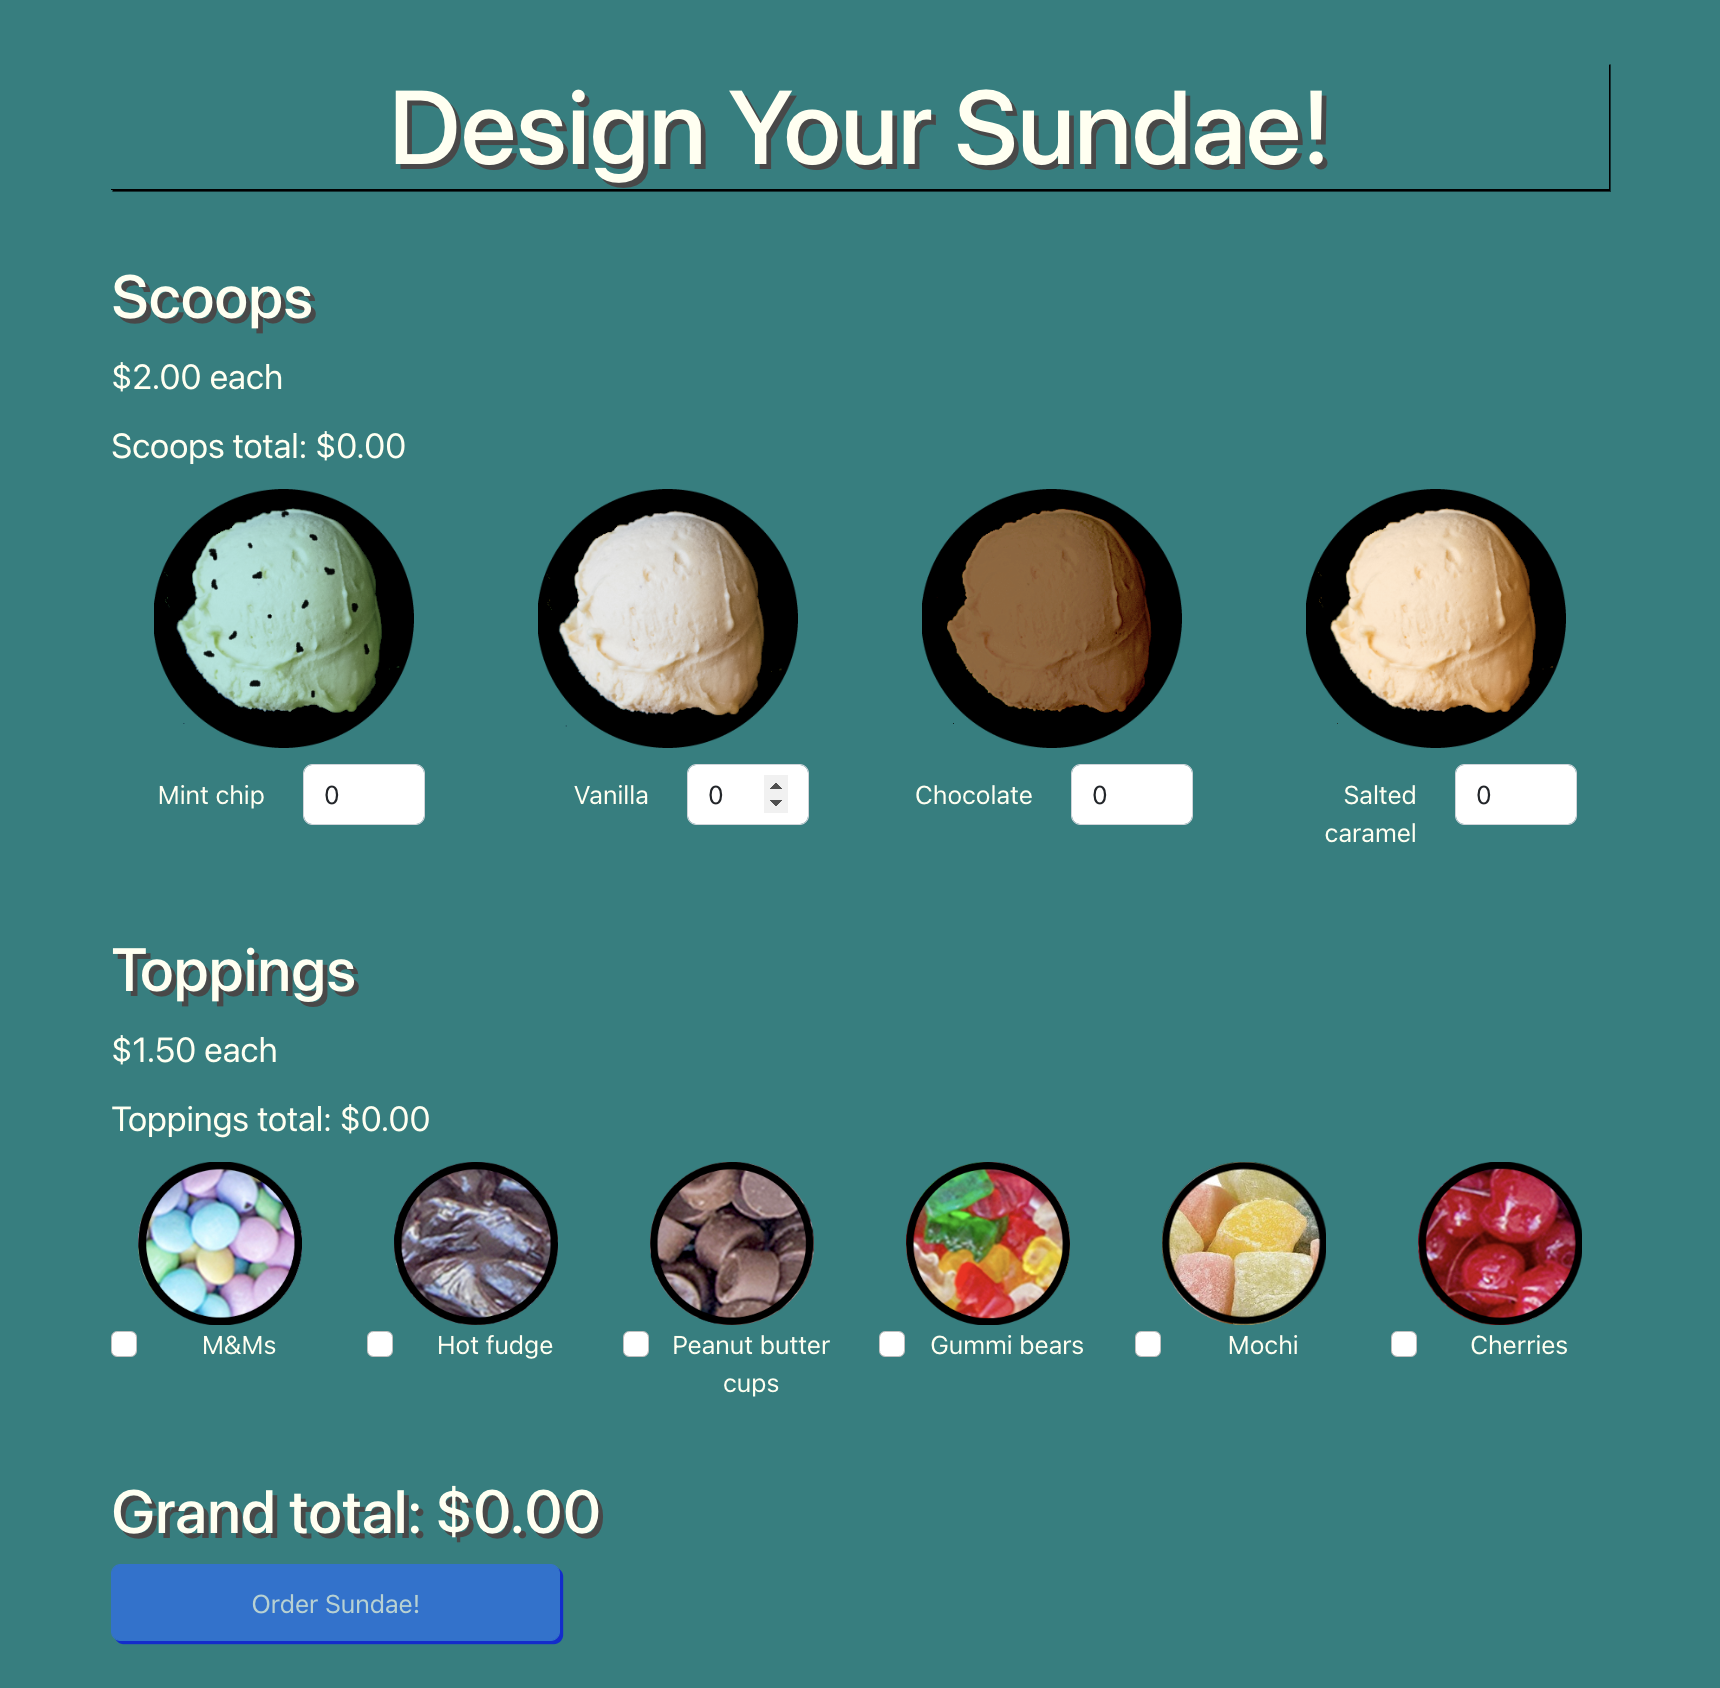 Design Your Sundae!
Scoops
$2.00 each
Scoops total: $0.00
Mint chip 0
Vanilla 0
Chocolate 0
Salted caramel 0
Toppings
$1.50 each
Toppings total: $0.00
M&Ms
Hot fudge
Peanut butter
cups
Gummi bears
Mochi
Cherries
Grand total: $0.00
Order Sundae!